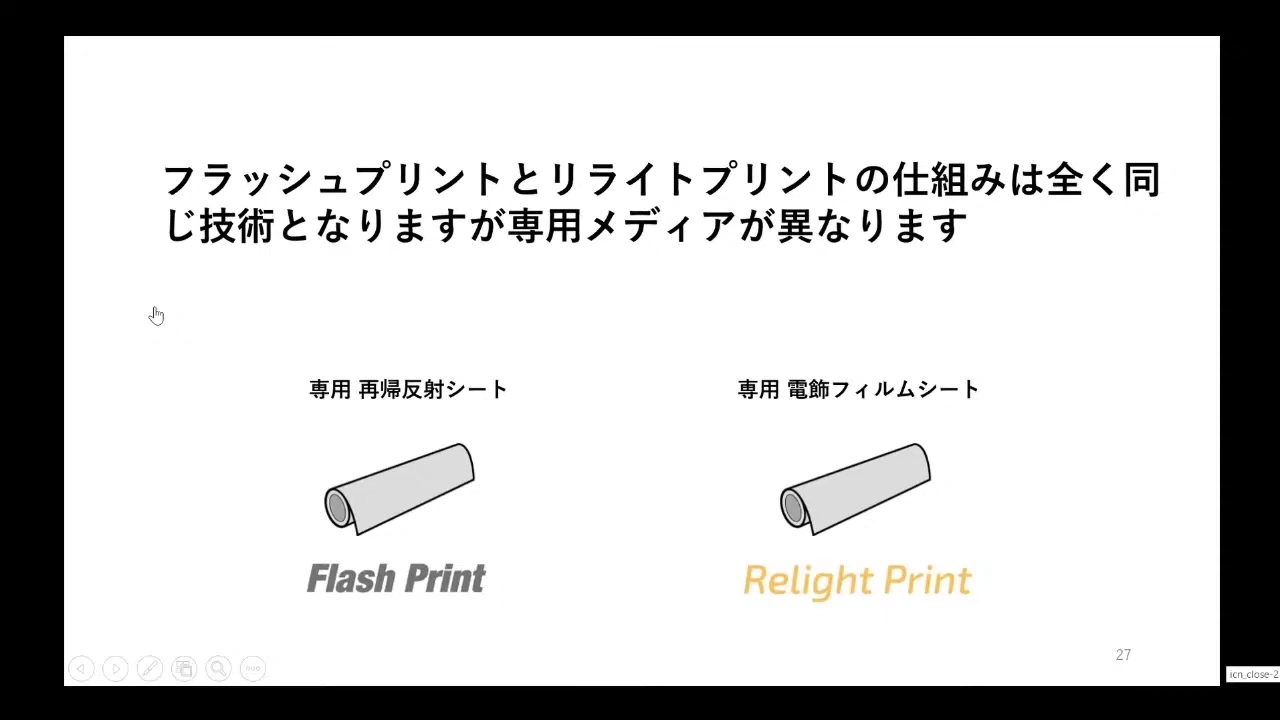 フラッシュプリントとリライトプリントの仕組みは全く同
じ技術となりますが専用メディアが異なります
専用 再帰反射シート
専用 電飾フィルムシート
Flash Print
Relight Print
27
icn_close-2